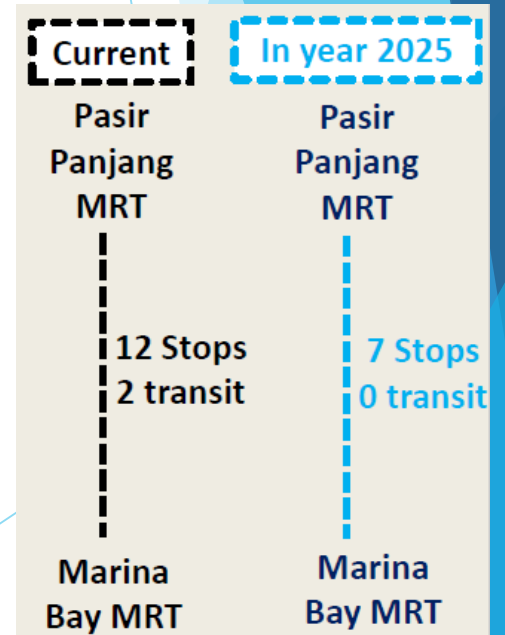 Current
Pasir
Panjang
MRT
12 Stops
2 transit
Marina
Bay MRT
In year 2025
Pasir
Panjang
MRT
7 Stops
0 transit
Marina
Bay MRT